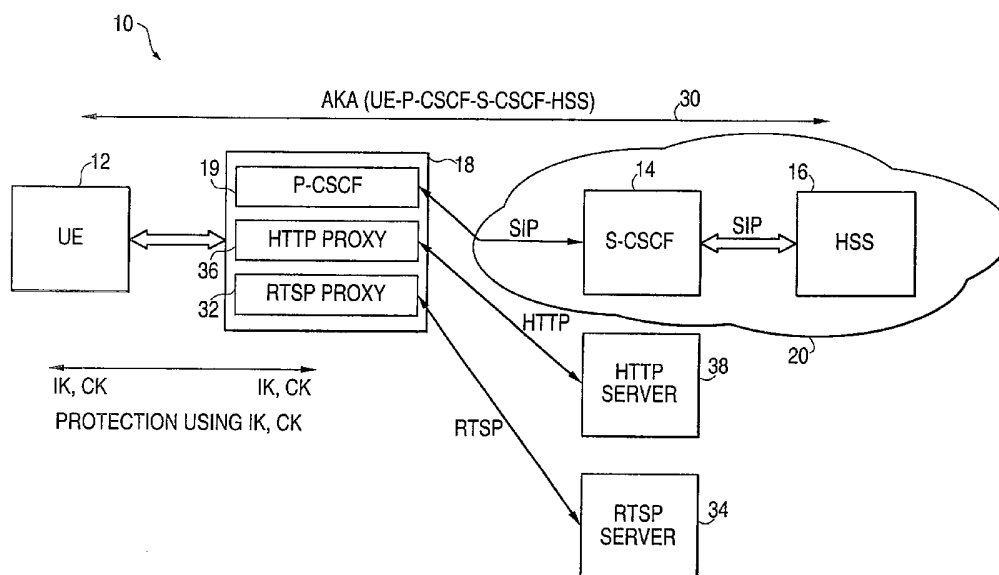 10
AKA (UE-P-CSCF-S-CSCF-HSS)
30
12
UE
18
19
P-CSCF
36
HTTP PROXY
32
RTSP PROXY
14
S-CSCF
16
HSS
SIP
SIP
20
HTTP
HTTP
SERVER
38
RTSP
RTSP
SERVER
34
IK, CK
IK, CK
PROTECTION USING IK, CK